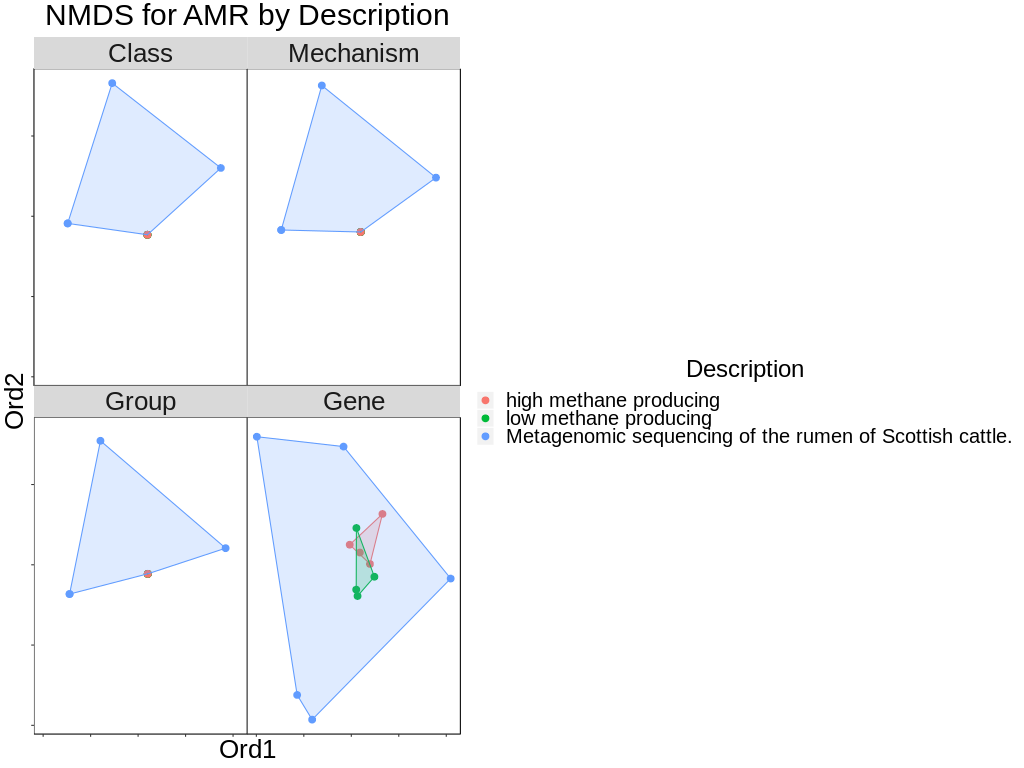 NMDS for AMR by Description
Class
Mechanism
Group
Gene
Ord2
Ord1
Description
high methane producing
low methane producing
Metagenomic sequencing of the rumen of Scottish cattle.